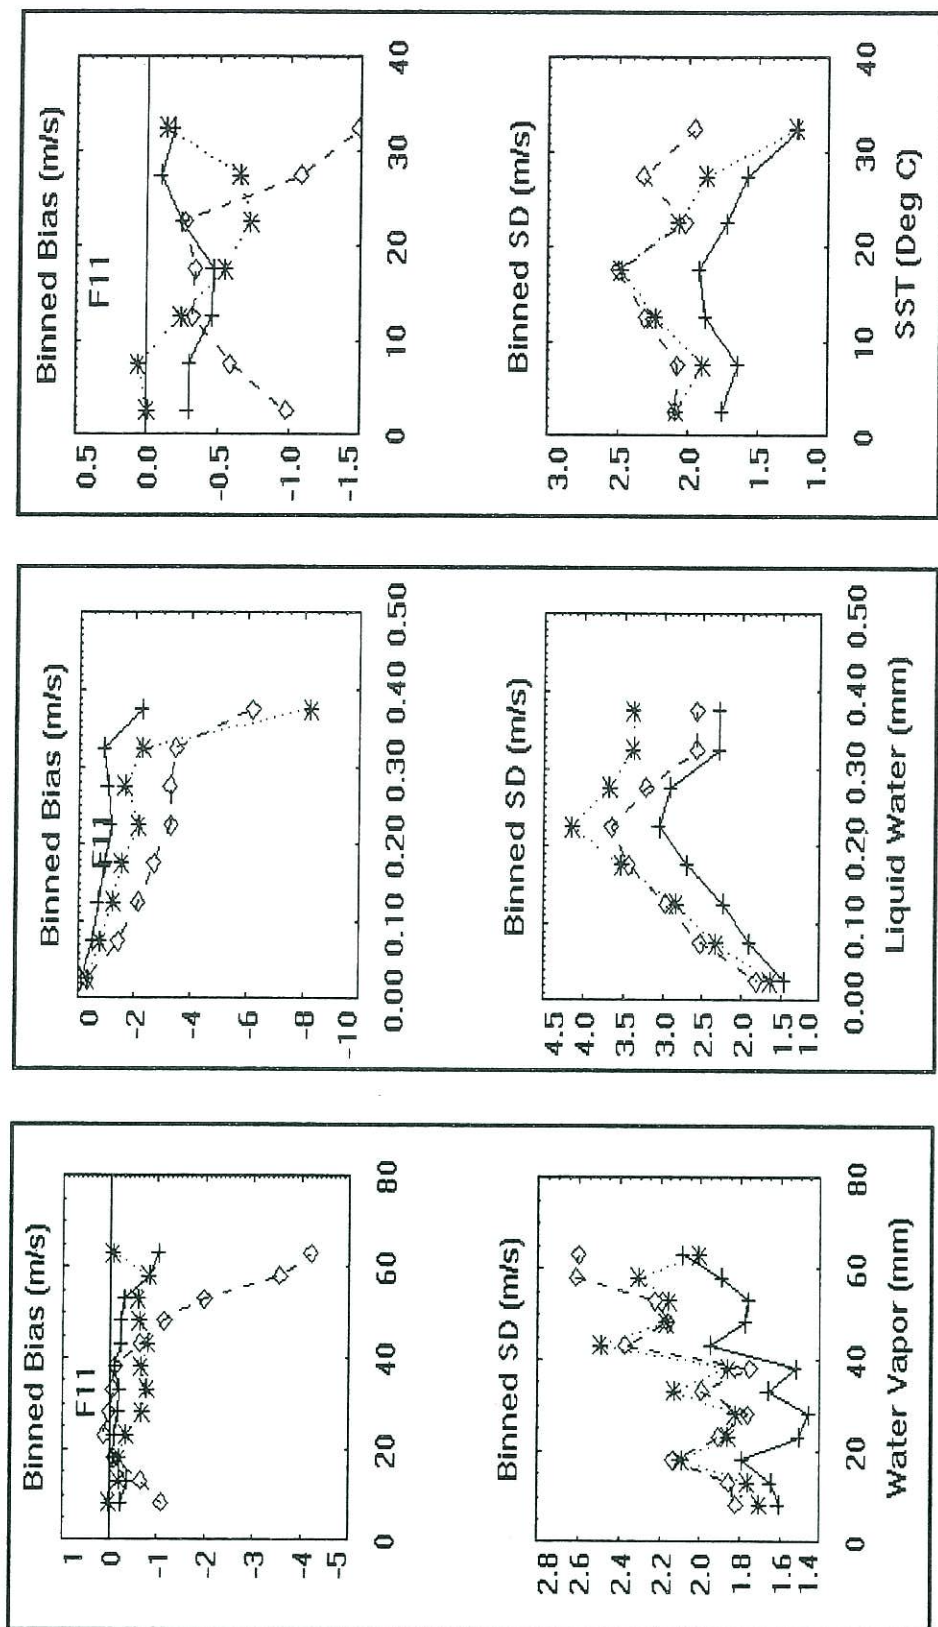 Binned Bias (m/s)
F11
1
0
-1
-2
-3
-4
-5
0 20 40 60 80
Binned SD (m/s)
2.8
2.6
2.4
2.2
2.0
1.8
1.6
1.4
0 20 40 60 80
Water Vapor (mm)
Binned Bias (m/s)
F11
0
-2
-4
-6
-8
-10
0.00 0.10 0.20 0.30 0.40 0.50
Binned SD (m/s)
4.5
4.0
3.5
3.0
2.5
2.0
1.5
1.0
0.00 0.10 0.20 0.30 0.40 0.50
Liquid Water (mm)
Binned Bias (m/s)
F11
0.5
0.0
-0.5
-1.0
-1.5
0 10 20 30 40
Binned SD (m/s)
3.0
2.5
2.0
1.5
1.0
0 10 20 30 40
SST (Deg C)